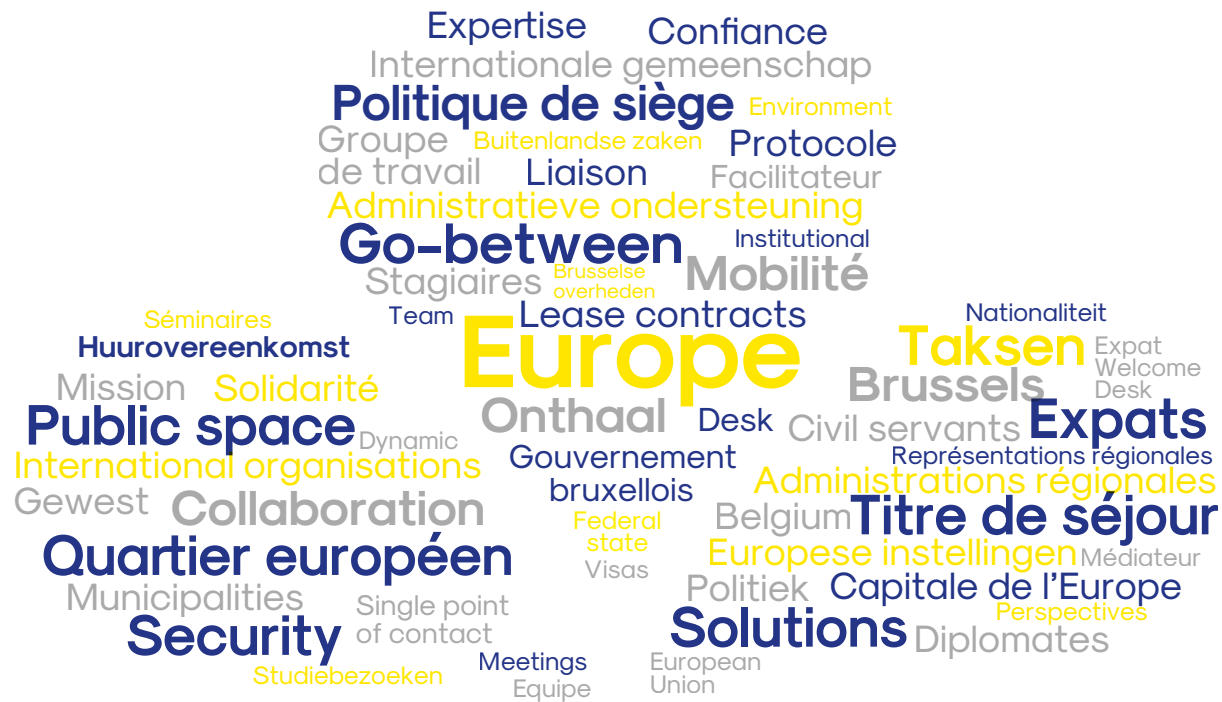 Expertise
Confiance
Internationale gemeenschap
Politique de siège
Environment
Groupe
de travail
Buitenlandse zaken
Protocole
Liaison
Facilitateur
Administratieve ondersteuning
Go-between
Institutional
Stagiaires
Brusselse
overheden
Mobilité
Séminaires
Team
Lease contracts
Nationaliteit
Huurovereenkomst
Europe
Taksen
Expat
Welcome
Desk
Mission
Solidarité
Brussels
Public space
Dynamic
Onthaal
Desk
Civil servants
Expats
International organisations
Gouvernement
bruxellois
Représentations régionales
Administrations régionales
Gewest
Collaboration
Federal
state
Belgium
Titre de séjour
Quartier européen
Visas
Europese instellingen
Médiateur
Municipalities
Single point
of contact
Politiek
Capitale de l'Europe
Perspectives
Security
Solutions
Diplomates
Studiebezoeken
Meetings
Equipe
European
Union